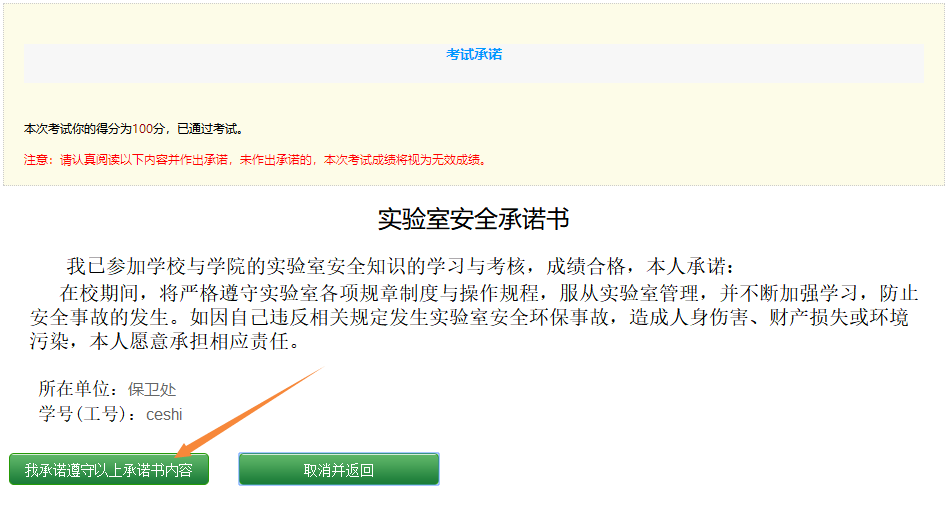 考试承诺
本次考试你的得分为100分，已通过考试。
注意：请认真阅读以下内容并作出承诺，未作出承诺的，本次考试成绩将视为无效成绩。
实验室安全承诺书
我已参加学校与学院的实验室安全知识的学习与考核，成绩合格，本人承诺：
在校期间，将严格遵守实验室各项规章制度与操作规程，服从实验室管理，并不断加强学习，防止
安全事故的发生。如因自己违反相关规定发生实验室安全环保事故，造成人身伤害、财产损失或环境
污染，本人愿意承担相应责任。
所在单位：保卫处
学号(工号)：ceshi
我承诺遵守以上承诺书内容 取消并返回